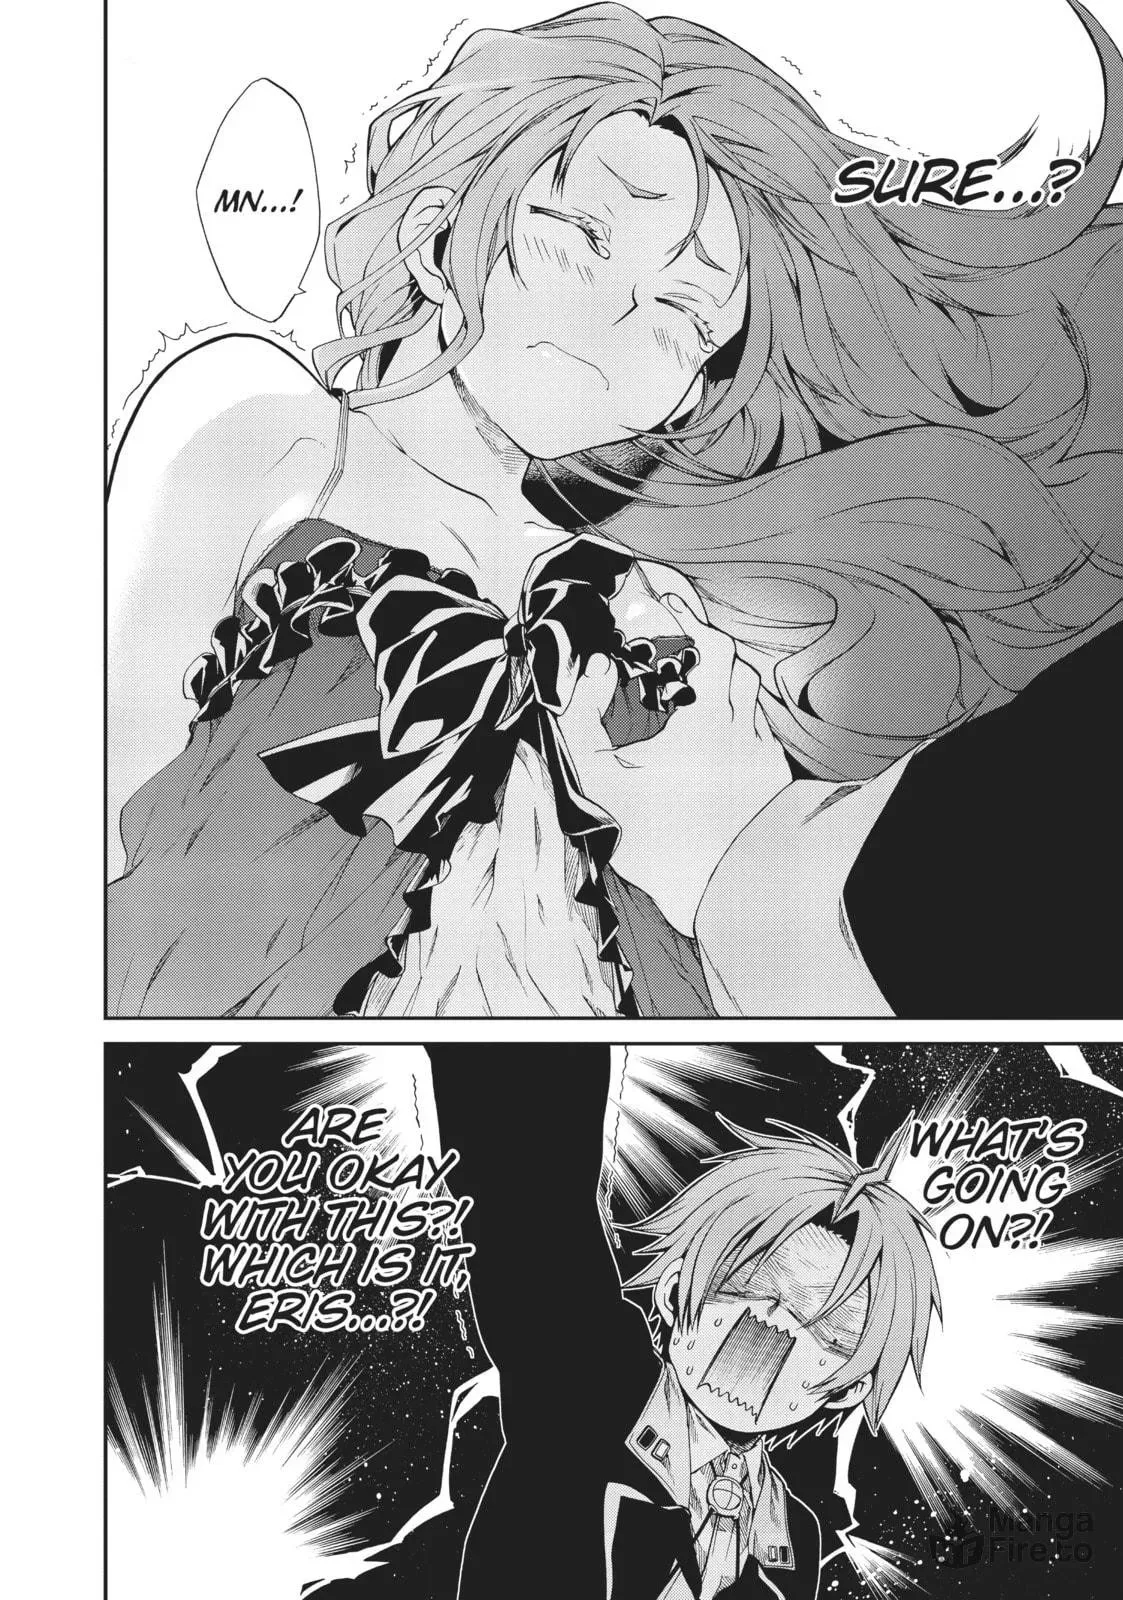 SURE...?
MN...!
WHAT'S
GOING
ON?!
ARE
YOU OKAY
WITH THIS?!
WHICH IS IT,
ERIS...?!
Manga
Fire.to